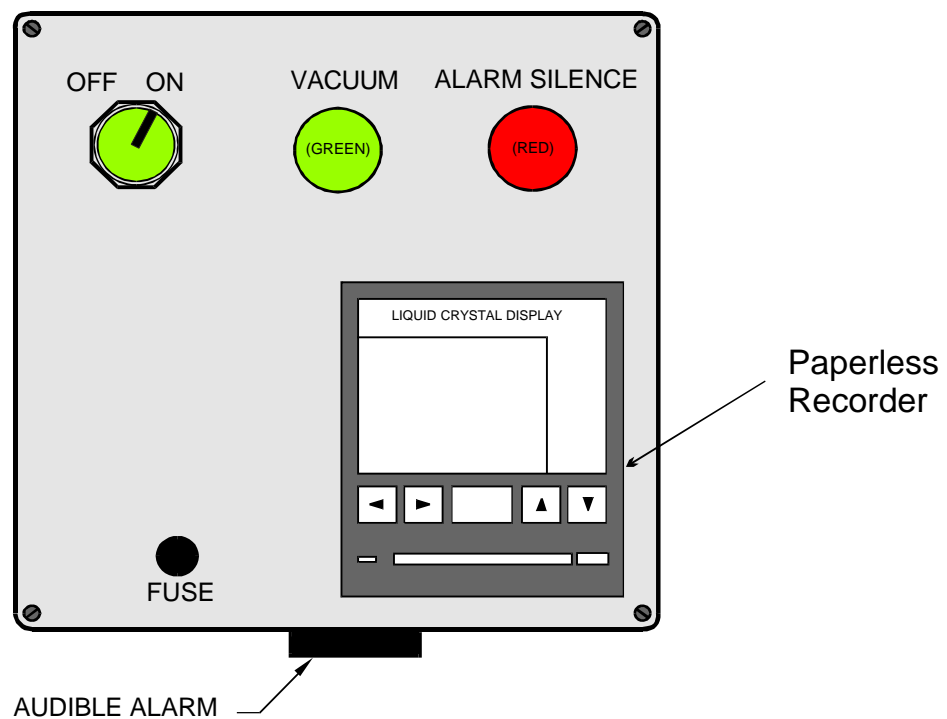 OFF ON
VACUUM
ALARM SILENCE
(GREEN)
(RED)
LIQUID CRYSTAL DISPLAY
Paperless
Recorder
FUSE
AUDIBLE ALARM